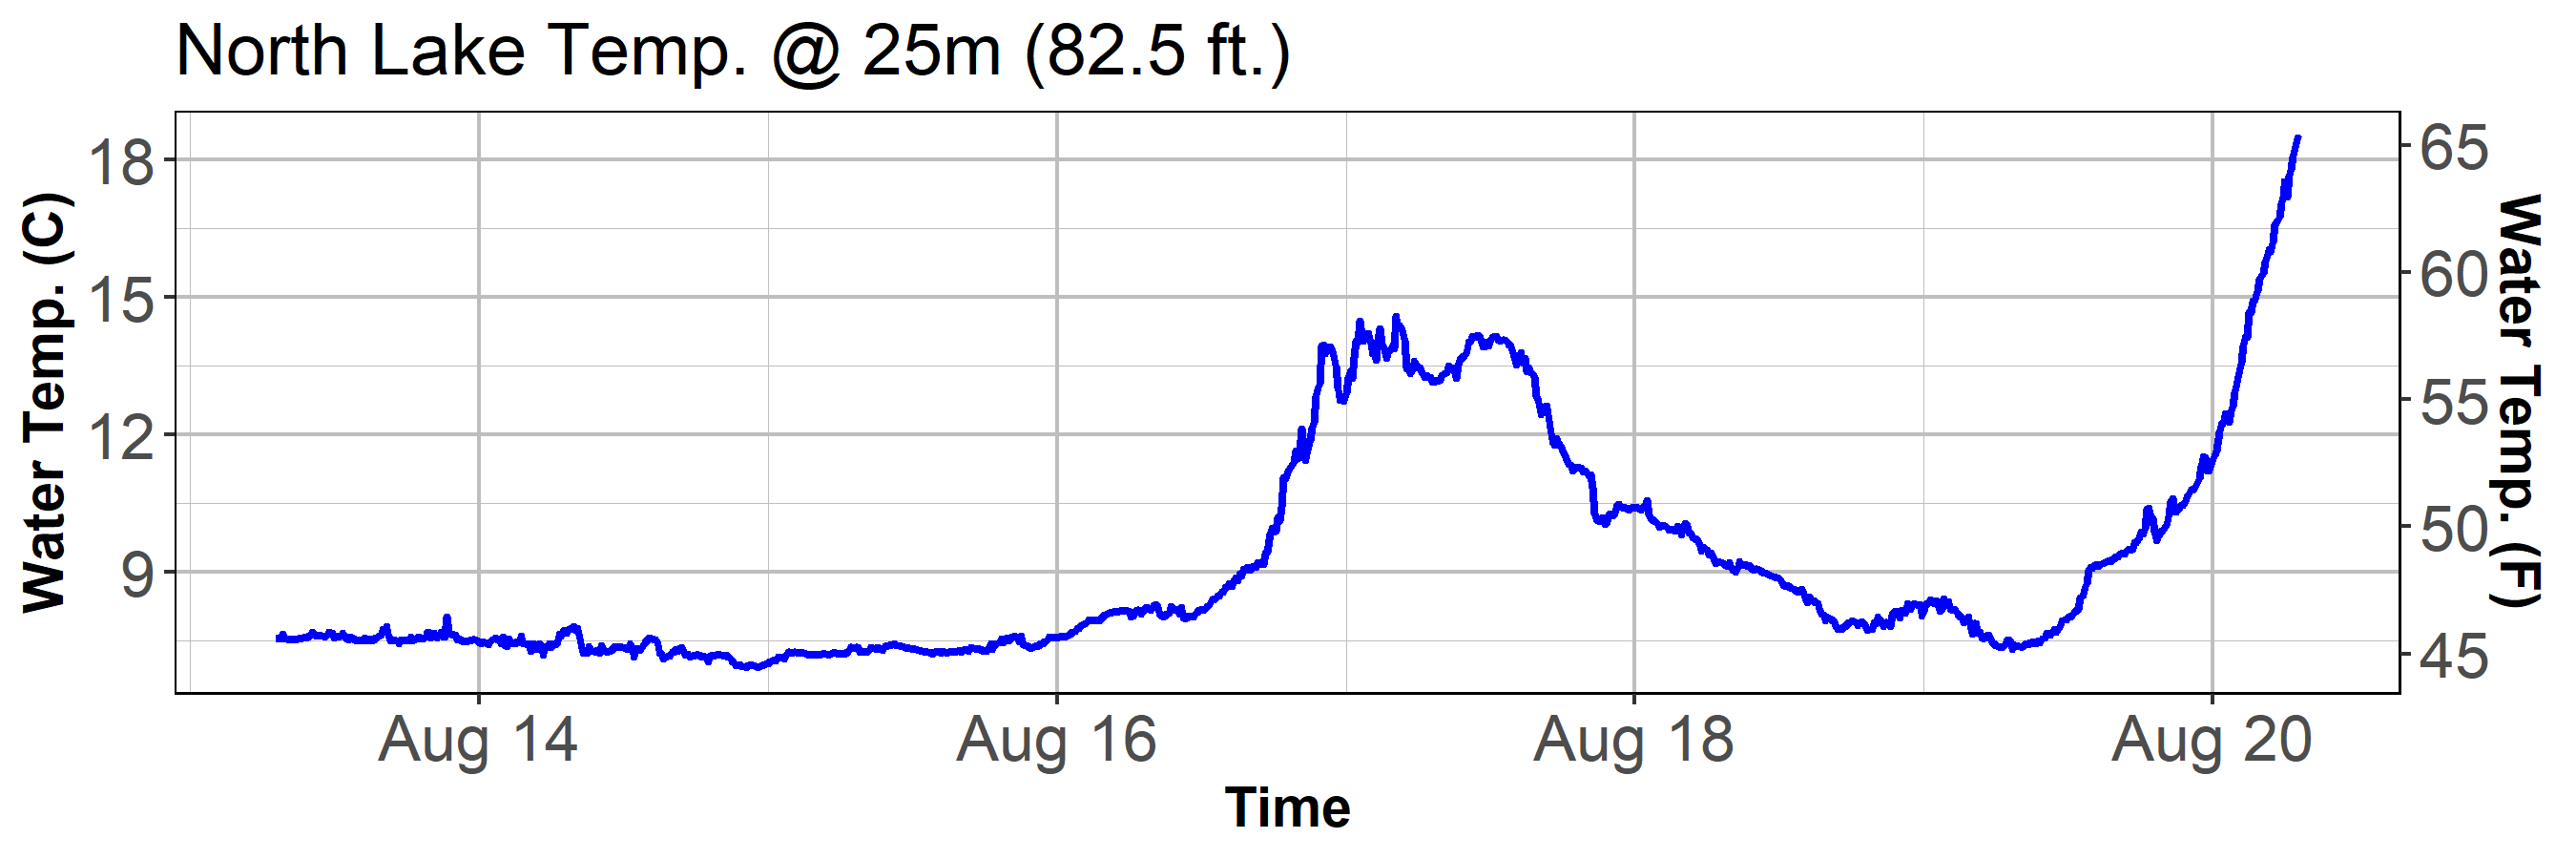 North Lake Temp. @ 25m (82.5 ft.)
Water Temp. (C)
18
15
12
9
65
60
55
50
45
Water Temp. (F)
Aug 14
Aug 16
Aug 18
Aug 20
Time